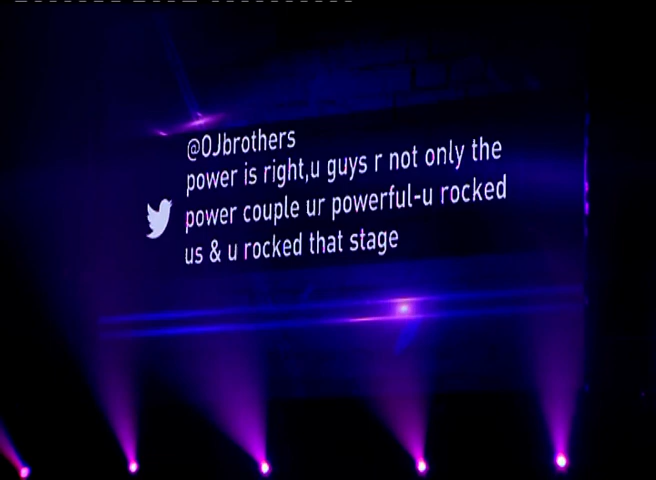 @OJbrothers
power is right,u guys r not only the
power couple ur powerful-u rocked
us & u rocked that stage